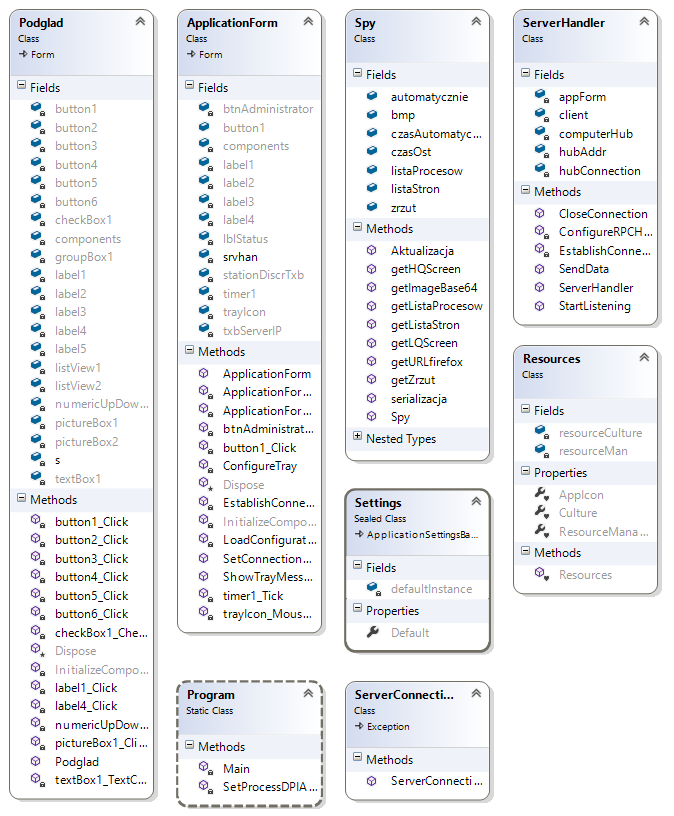 Podglad
Class
Form
Fields
button1
button2
button3
button4
button5
button6
checkBox1
components
groupBox1
label1
label2
label3
label4
label5
listView1
listView2
numericUpDow...
pictureBox1
pictureBox2
s
textBox1
Methods
button1_Click
button2_Click
button3_Click
button4_Click
button5_Click
button6_Click
checkBox1_Che...
Dispose
InitializeCompo...
label1_Click
label4_Click
numericUpDow...
pictureBox1_Cli...
Podglad
textBox1_TextC...
ApplicationForm
Class
Form
Fields
btnAdministrator
button1
components
label1
label2
label3
label4
lblStatus
srvhan
stationDiscrTxb
timer1
trayIcon
txbServerIP
Methods
ApplicationForm
ApplicationFor...
ApplicationFor...
btnAdministrat...
button1_Click
ConfigureTray
Dispose
EstablishConne...
InitializeCompo...
LoadConfigurat...
SetConnection...
ShowTrayMess...
timer1_Tick
trayIcon_Mous...
Program
Static Class
Methods
Main
SetProcessDPIA...
Spy
Class
Fields
automatycznie
bmp
czasAutomatyc...
czasOst
listaProcesow
listaStron
zrzut
Methods
Aktualizacja
getHQScreen
getImageBase64
getListaProcesow
getListaStron
getLQScreen
getURLfirefox
getZrzut
serializacja
Spy
Nested Types
Settings
Sealed Class
ApplicationSettingsBa...
Fields
defaultInstance
Properties
Default
ServerConnecti...
Class
Exception
Methods
ServerConnecti...
ServerHandler
Class
Fields
appForm
client
computerHub
hubAddr
hubConnection
Methods
CloseConnection
ConfigureRPCH...
EstablishConne...
SendData
ServerHandler
StartListening
Resources
Class
Fields
resourceCulture
resourceMan
Properties
AppIcon
Culture
ResourceMana...
Methods
Resources